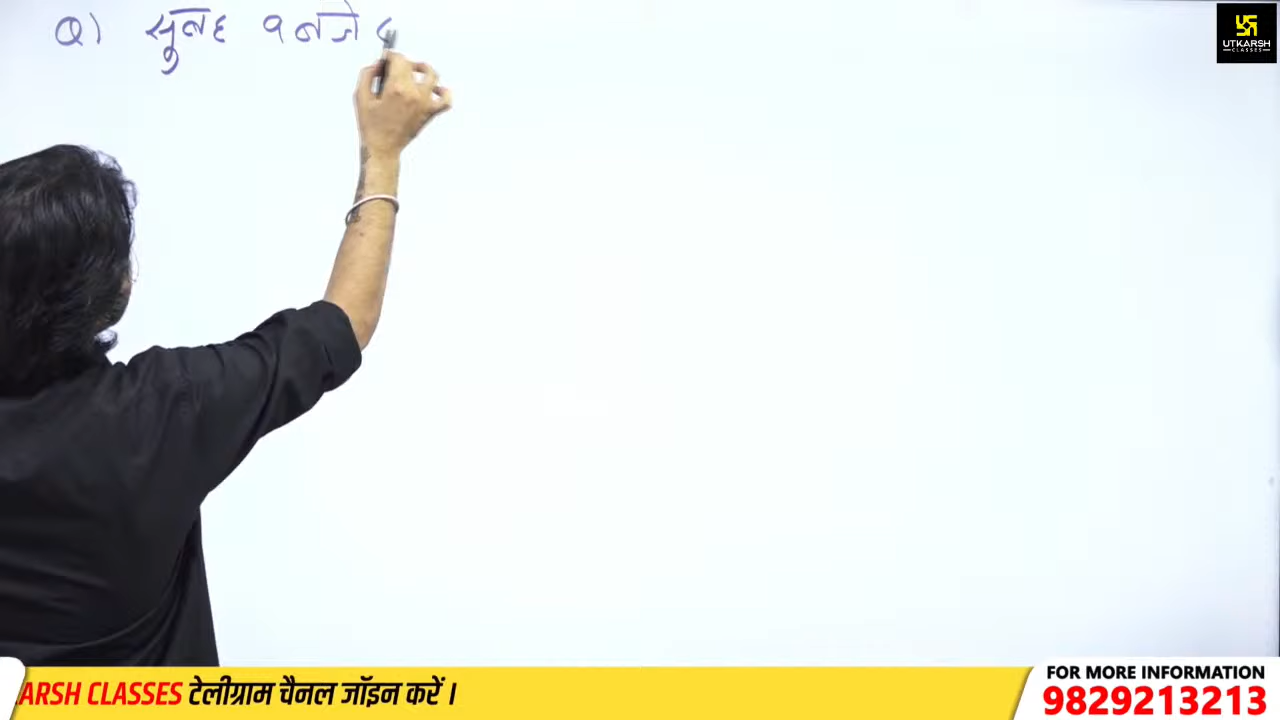 Q) सुबह 9 बजे
UTKARSH
CLASSES
ARSH CLASSES टेलीग्राम चैनल जॉइन करें ।
FOR MORE INFORMATION
9829213213